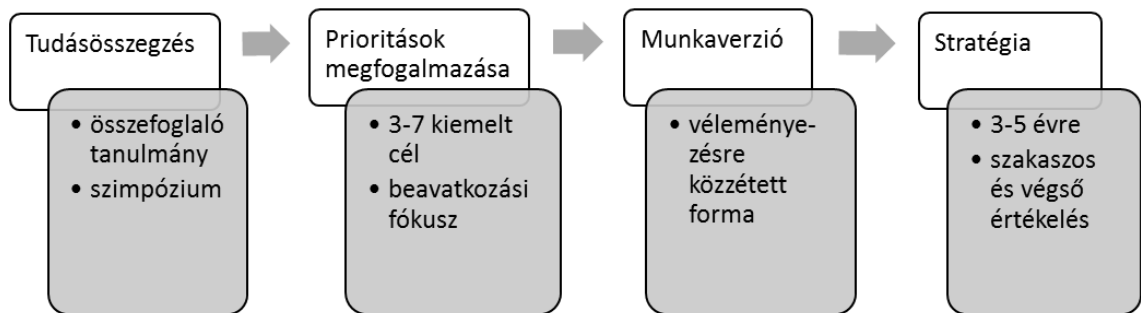 Tudásösszegzés
• összefoglaló
tanulmány
• szimpózium
Prioritások
megfogalmazása
• 3-7 kiemelt
cél
• beavatkozási
fókusz
Munkaverzió
• véleménye-
zésre
közzétett
forma
Stratégia
• 3-5 évre
• szakaszos
és végső
értékelés